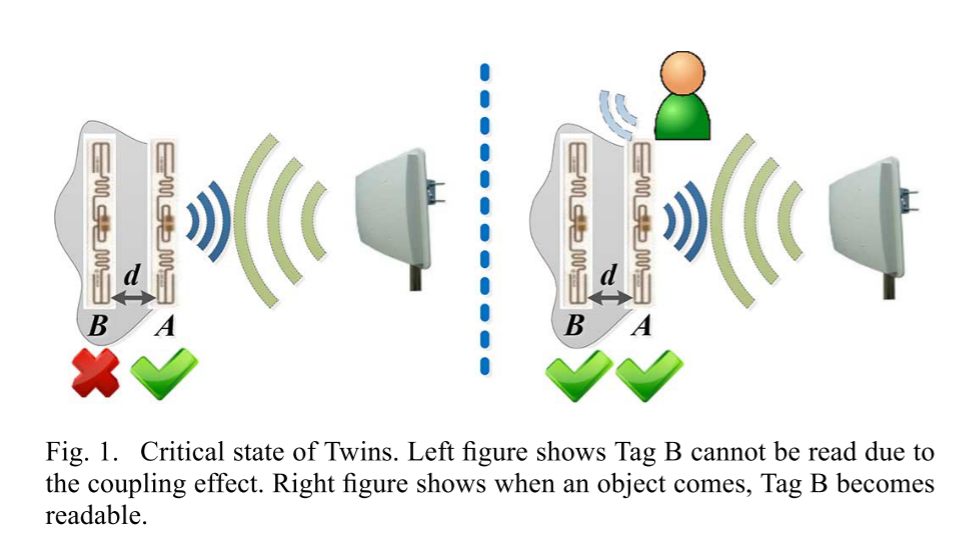 d
B A
d
B A
Fig. 1. Critical state of Twins. Left figure shows Tag B cannot be read due to
the coupling effect. Right figure shows when an object comes, Tag B becomes
readable.